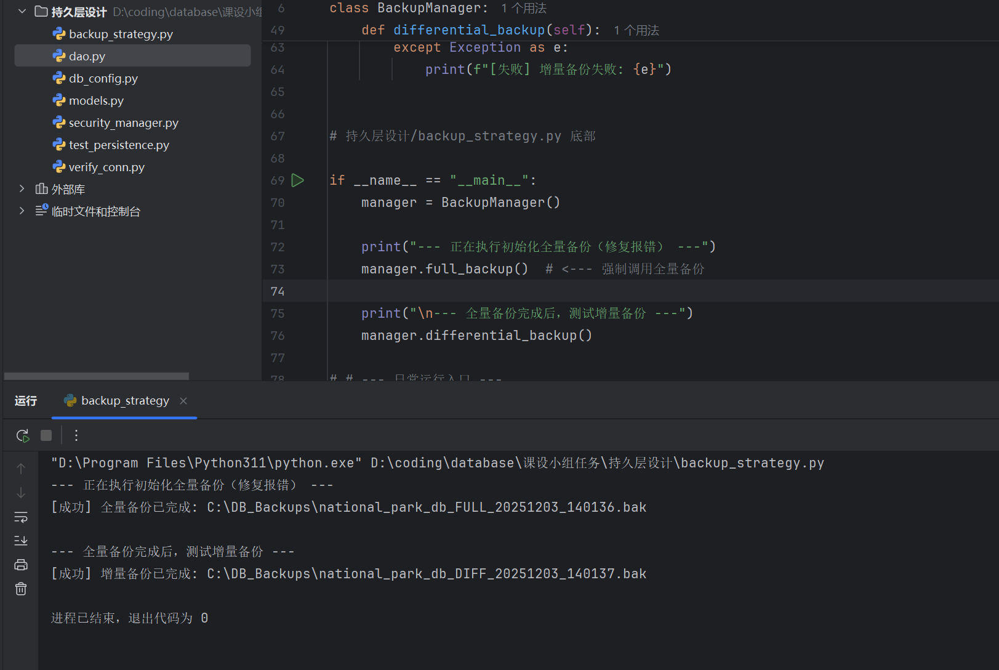 持久层设计 D:\coding\database\课设小组
backup_strategy.py
dao.py
db_config.py
models.py
security_manager.py
test_persistence.py
verify_conn.py
外部库
临时文件和控制台
6 class BackupManager: 1 个用法
49 def differential_backup(self): 1 个用法
63 except Exception as e:
64 print(f"[失败] 增量备份失败: {e}")
65
66
67 # 持久层设计/backup_strategy.py 底部
68
69 if __name__ == "__main__":
70 manager = BackupManager()
71
72 print("--- 正在执行初始化全量备份（修复报错） ---")
73 manager.full_backup() # <--- 强制调用全量备份
74
75 print("\n--- 全量备份完成后，测试增量备份 ---")
76 manager.differential_backup()
77
78 # # --- 日常运行入口 ---
运行 backup_strategy
"D:\Program Files\Python311\python.exe" D:\coding\database\课设小组任务\持久层设计\backup_strategy.py
--- 正在执行初始化全量备份（修复报错） ---
[成功] 全量备份已完成: C:\DB_Backups\national_park_db_FULL_20251203_140136.bak
--- 全量备份完成后，测试增量备份 ---
[成功] 增量备份已完成: C:\DB_Backups\national_park_db_DIFF_20251203_140137.bak
进程已结束，退出代码为 0